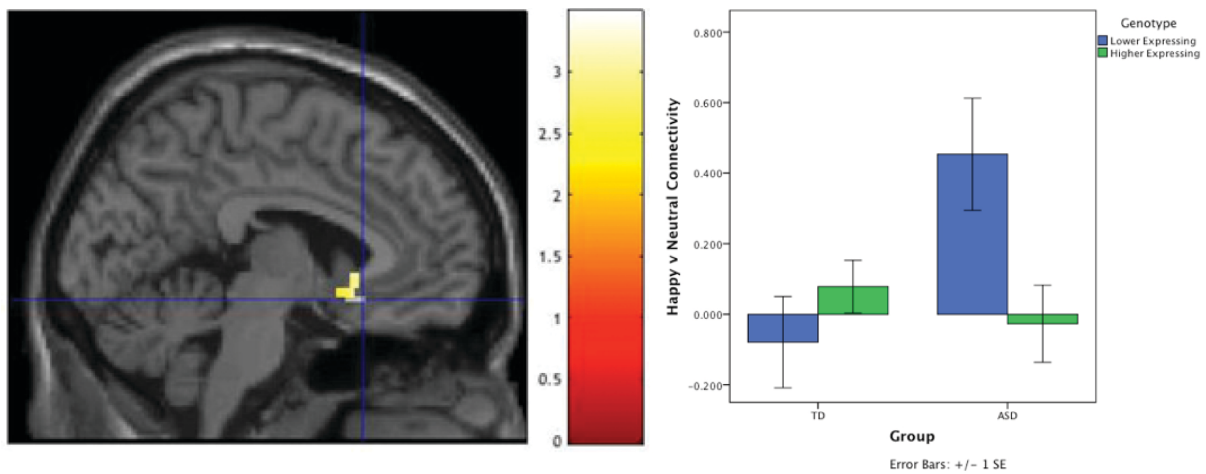 3
2.5
2
1.5
1
0.5
0
Genotype
Lower Expressing
Higher Expressing
Happy v Neutral Connectivity
0.800
0.600
0.400
0.200
0.000
-0.200
TD
ASD
Group
Error Bars: +/- 1 SE